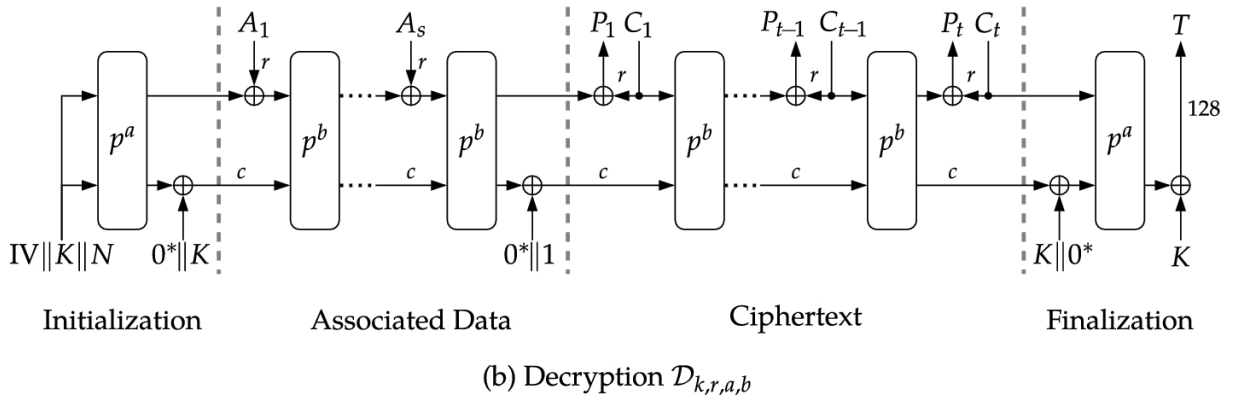 A₁ Aₛ P₁ C₁ Pₜ₋₁ Cₜ₋₁ Pₜ Cₜ T
r r r r r
128
pᵃ pᵇ pᵇ pᵇ pᵇ pᵃ
c c c c c
IV‖K‖N 0*‖K 0*‖1 K‖0* K
Initialization Associated Data Ciphertext Finalization
(b) Decryption 𝒟ₖ,ᵣ,ₐ,b